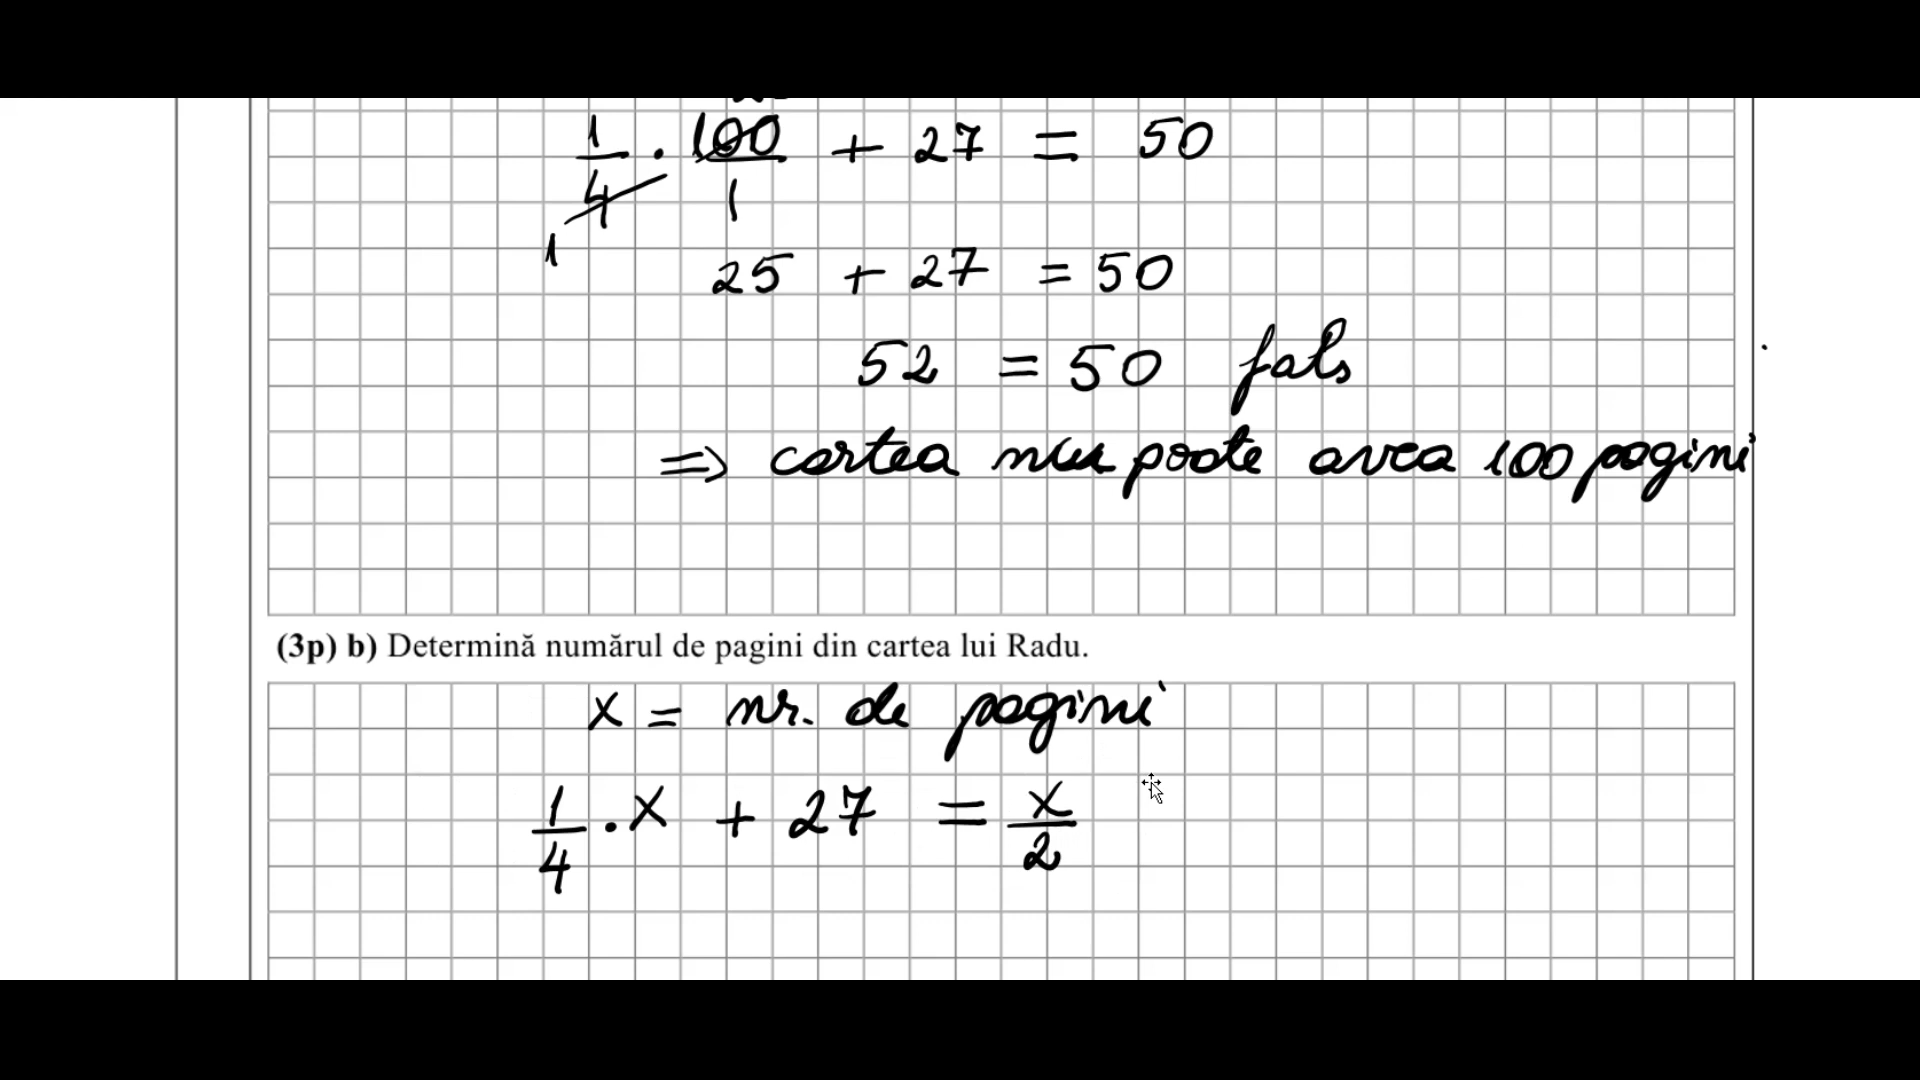 1/4 · 100/1 + 27 = 50
1
25 + 27 = 50
52 = 50 fals
⇒ cartea nu poate avea 100 pagini
(3p) b) Determină numărul de pagini din cartea lui Radu.
x = nr. de pagini
1/4 · x + 27 = x/2